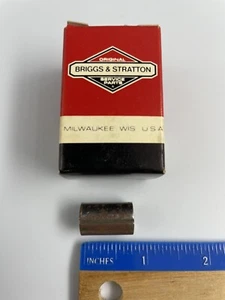 ORIGINAL
BRIGGS & STRATTON
SERVICE
PARTS
MILWAUKEE WIS U.S.A
INCHES 1 2